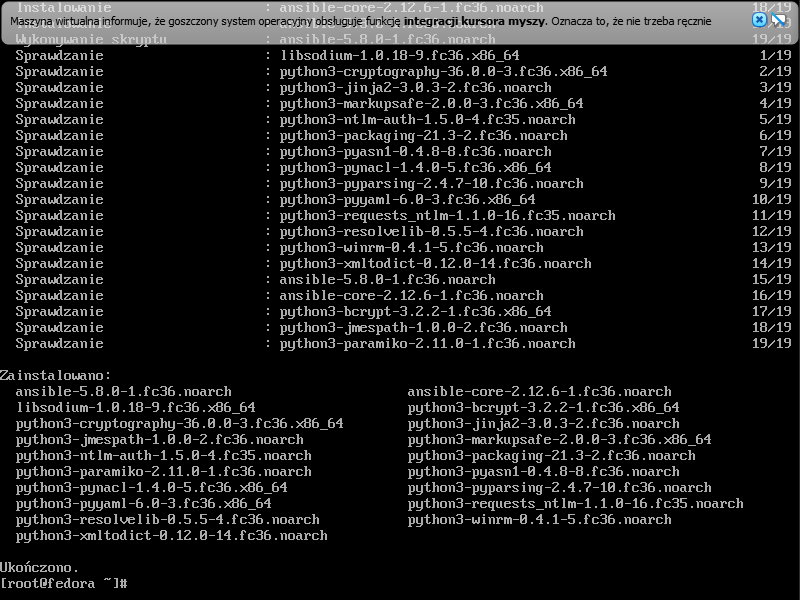 Instalowanie : ansible-core-2.12.6-1.fc36.noarch 18/19
Maszyna wirtualna informuje, że goszczony system operacyjny obsługuje funkcję integracji kursora myszy. Oznacza to, że nie trzeba ręcznie
Wykonywanie skryptu : ansible-5.8.0-1.fc36.noarch 19/19
Sprawdzanie : libsodium-1.0.18-9.fc36.x86_64 1/19
Sprawdzanie : python3-cryptography-36.0.0-3.fc36.x86_64 2/19
Sprawdzanie : python3-jinja2-3.0.3-2.fc36.noarch 3/19
Sprawdzanie : python3-markupsafe-2.0.0-3.fc36.x86_64 4/19
Sprawdzanie : python3-ntlm-auth-1.5.0-4.fc35.noarch 5/19
Sprawdzanie : python3-packaging-21.3-2.fc36.noarch 6/19
Sprawdzanie : python3-pyasn1-0.4.8-8.fc36.noarch 7/19
Sprawdzanie : python3-pynacl-1.4.0-5.fc36.x86_64 8/19
Sprawdzanie : python3-pyparsing-2.4.7-10.fc36.noarch 9/19
Sprawdzanie : python3-pyyaml-6.0-3.fc36.x86_64 10/19
Sprawdzanie : python3-requests_ntlm-1.1.0-16.fc35.noarch 11/19
Sprawdzanie : python3-resolvelib-0.5.5-4.fc36.noarch 12/19
Sprawdzanie : python3-winrm-0.4.1-5.fc36.noarch 13/19
Sprawdzanie : python3-xmltodict-0.12.0-14.fc36.noarch 14/19
Sprawdzanie : ansible-5.8.0-1.fc36.noarch 15/19
Sprawdzanie : ansible-core-2.12.6-1.fc36.noarch 16/19
Sprawdzanie : python3-bcrypt-3.2.2-1.fc36.x86_64 17/19
Sprawdzanie : python3-jmespath-1.0.0-2.fc36.noarch 18/19
Sprawdzanie : python3-paramiko-2.11.0-1.fc36.noarch 19/19
Zainstalowano:
ansible-5.8.0-1.fc36.noarch ansible-core-2.12.6-1.fc36.noarch
libsodium-1.0.18-9.fc36.x86_64 python3-bcrypt-3.2.2-1.fc36.x86_64
python3-cryptography-36.0.0-3.fc36.x86_64 python3-jinja2-3.0.3-2.fc36.noarch
python3-jmespath-1.0.0-2.fc36.noarch python3-markupsafe-2.0.0-3.fc36.x86_64
python3-ntlm-auth-1.5.0-4.fc35.noarch python3-packaging-21.3-2.fc36.noarch
python3-paramiko-2.11.0-1.fc36.noarch python3-pyasn1-0.4.8-8.fc36.noarch
python3-pynacl-1.4.0-5.fc36.x86_64 python3-pyparsing-2.4.7-10.fc36.noarch
python3-pyyaml-6.0-3.fc36.x86_64 python3-requests_ntlm-1.1.0-16.fc35.noarch
python3-resolvelib-0.5.5-4.fc36.noarch python3-winrm-0.4.1-5.fc36.noarch
python3-xmltodict-0.12.0-14.fc36.noarch
Ukończono.
[root@fedora ~]#